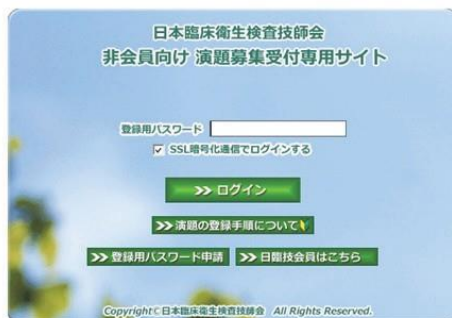 日本臨床衛生検査技師会
非会員向け 演題募集受付専用サイト
登録用パスワード
SSL暗号化通信でログインする
>> ログイン
>> 演題の登録手順について
>> 登録用パスワード申請 >> 日臨技会員はこちら
Copyright© 日本臨床衛生検査技師会 All Rights Reserved.